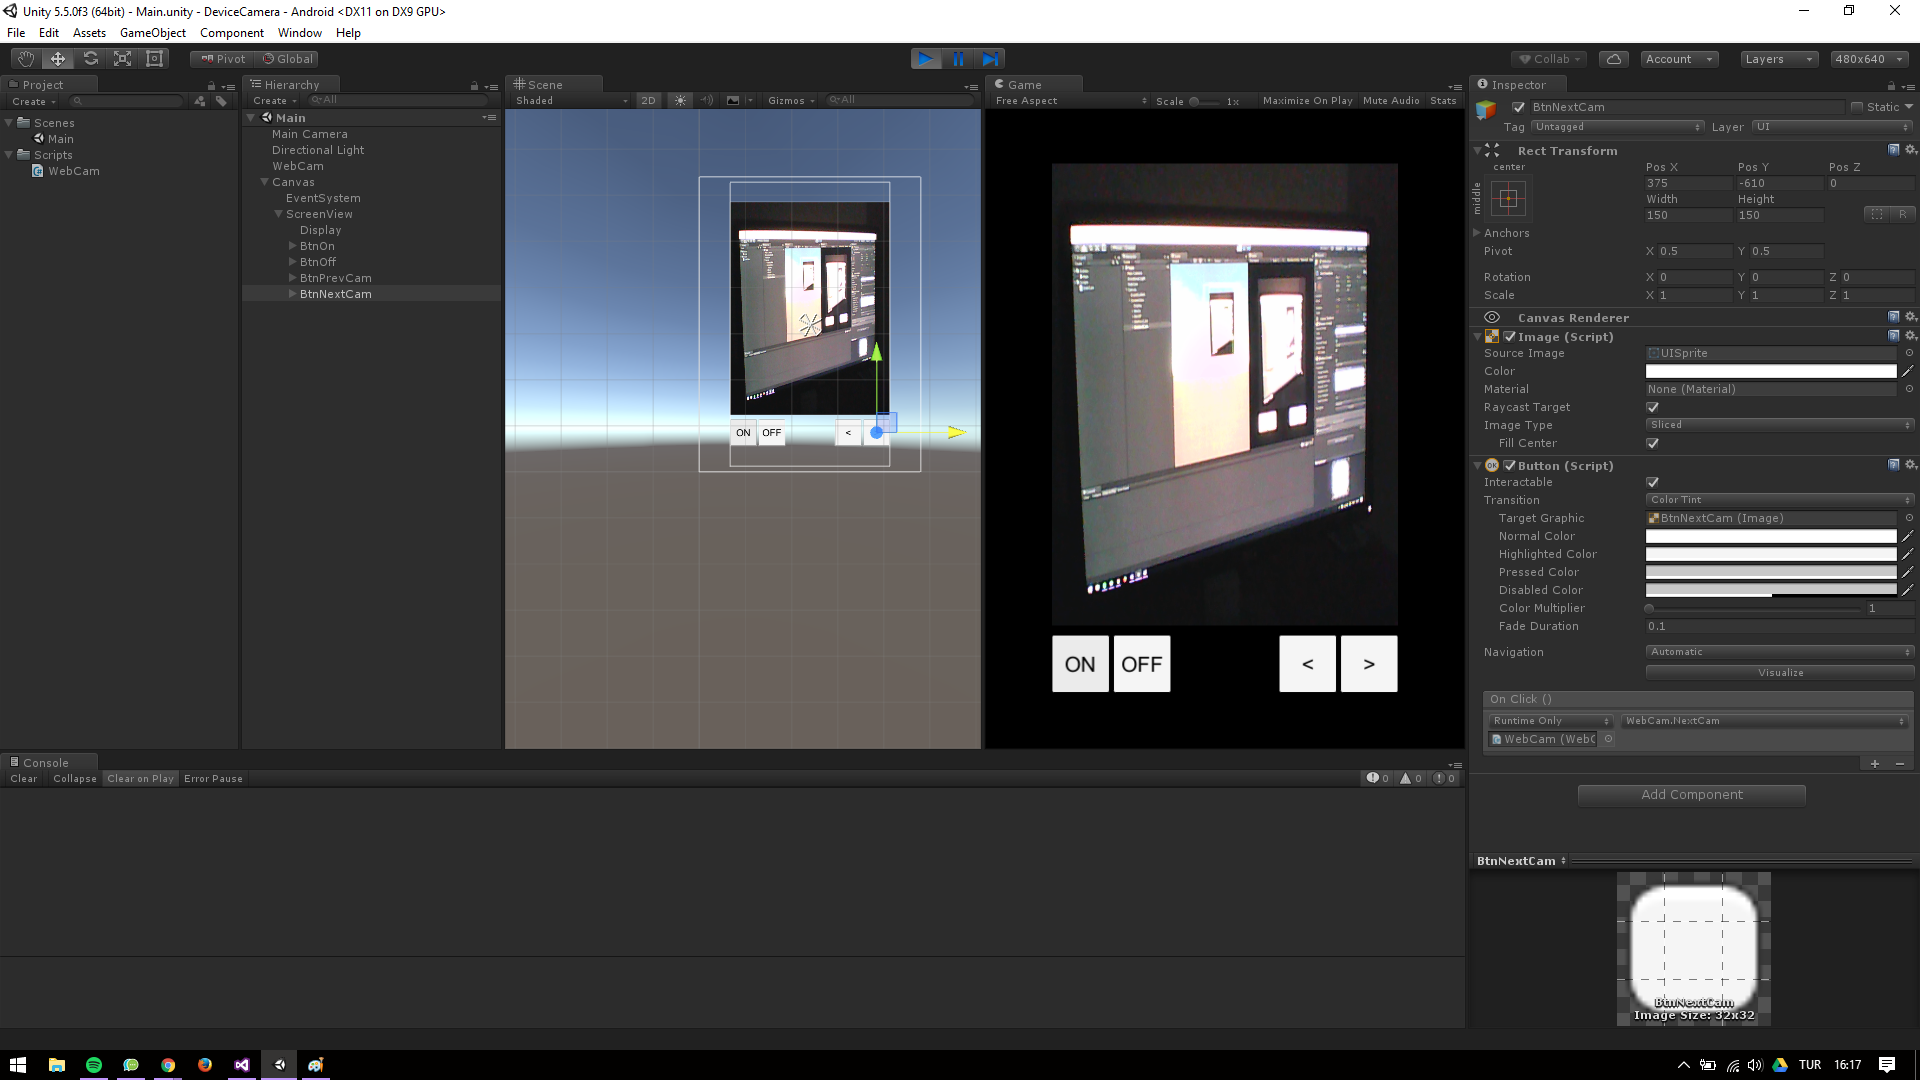 Unity 5.5.0f3 (64bit) - Main.unity - DeviceCamera - Android <DX11 on DX9 GPU>
File Edit Assets GameObject Component Window Help
Pivot Global Collab Account Layers 480x640
Project
Create
Scenes
Main
Scripts
WebCam
Hierarchy
Create All
Main
Main Camera
Directional Light
WebCam
Canvas
EventSystem
ScreenView
Display
BtnOn
BtnOff
BtnPrevCam
BtnNextCam
Scene
Shaded 2D Gizmos All
ON OFF <
Game
Free Aspect Scale 1x Maximize On Play Mute Audio Stats
ON OFF < >
Inspector
BtnNextCam Static
Tag Untagged Layer UI
Rect Transform
center
middle
Pos X Pos Y Pos Z
375 -610 0
Width Height
150 150
R
Anchors
Pivot X 0.5 Y 0.5
Rotation X 0 Y 0 Z 0
Scale X 1 Y 1 Z 1
Canvas Renderer
Image (Script)
Source Image UISprite
Color
Material None (Material)
Raycast Target
Image Type Sliced
Fill Center
OK Button (Script)
Interactable
Transition Color Tint
Target Graphic BtnNextCam (Image)
Normal Color
Highlighted Color
Pressed Color
Disabled Color
Color Multiplier 1
Fade Duration 0.1
Navigation Automatic
Visualize
On Click ()
Runtime Only WebCam.NextCam
WebCam (WebC
Add Component
BtnNextCam
BtnNextCam
Image Size: 32x32
Console
Clear Collapse Clear on Play Error Pause 0 0 0
TUR 16:17